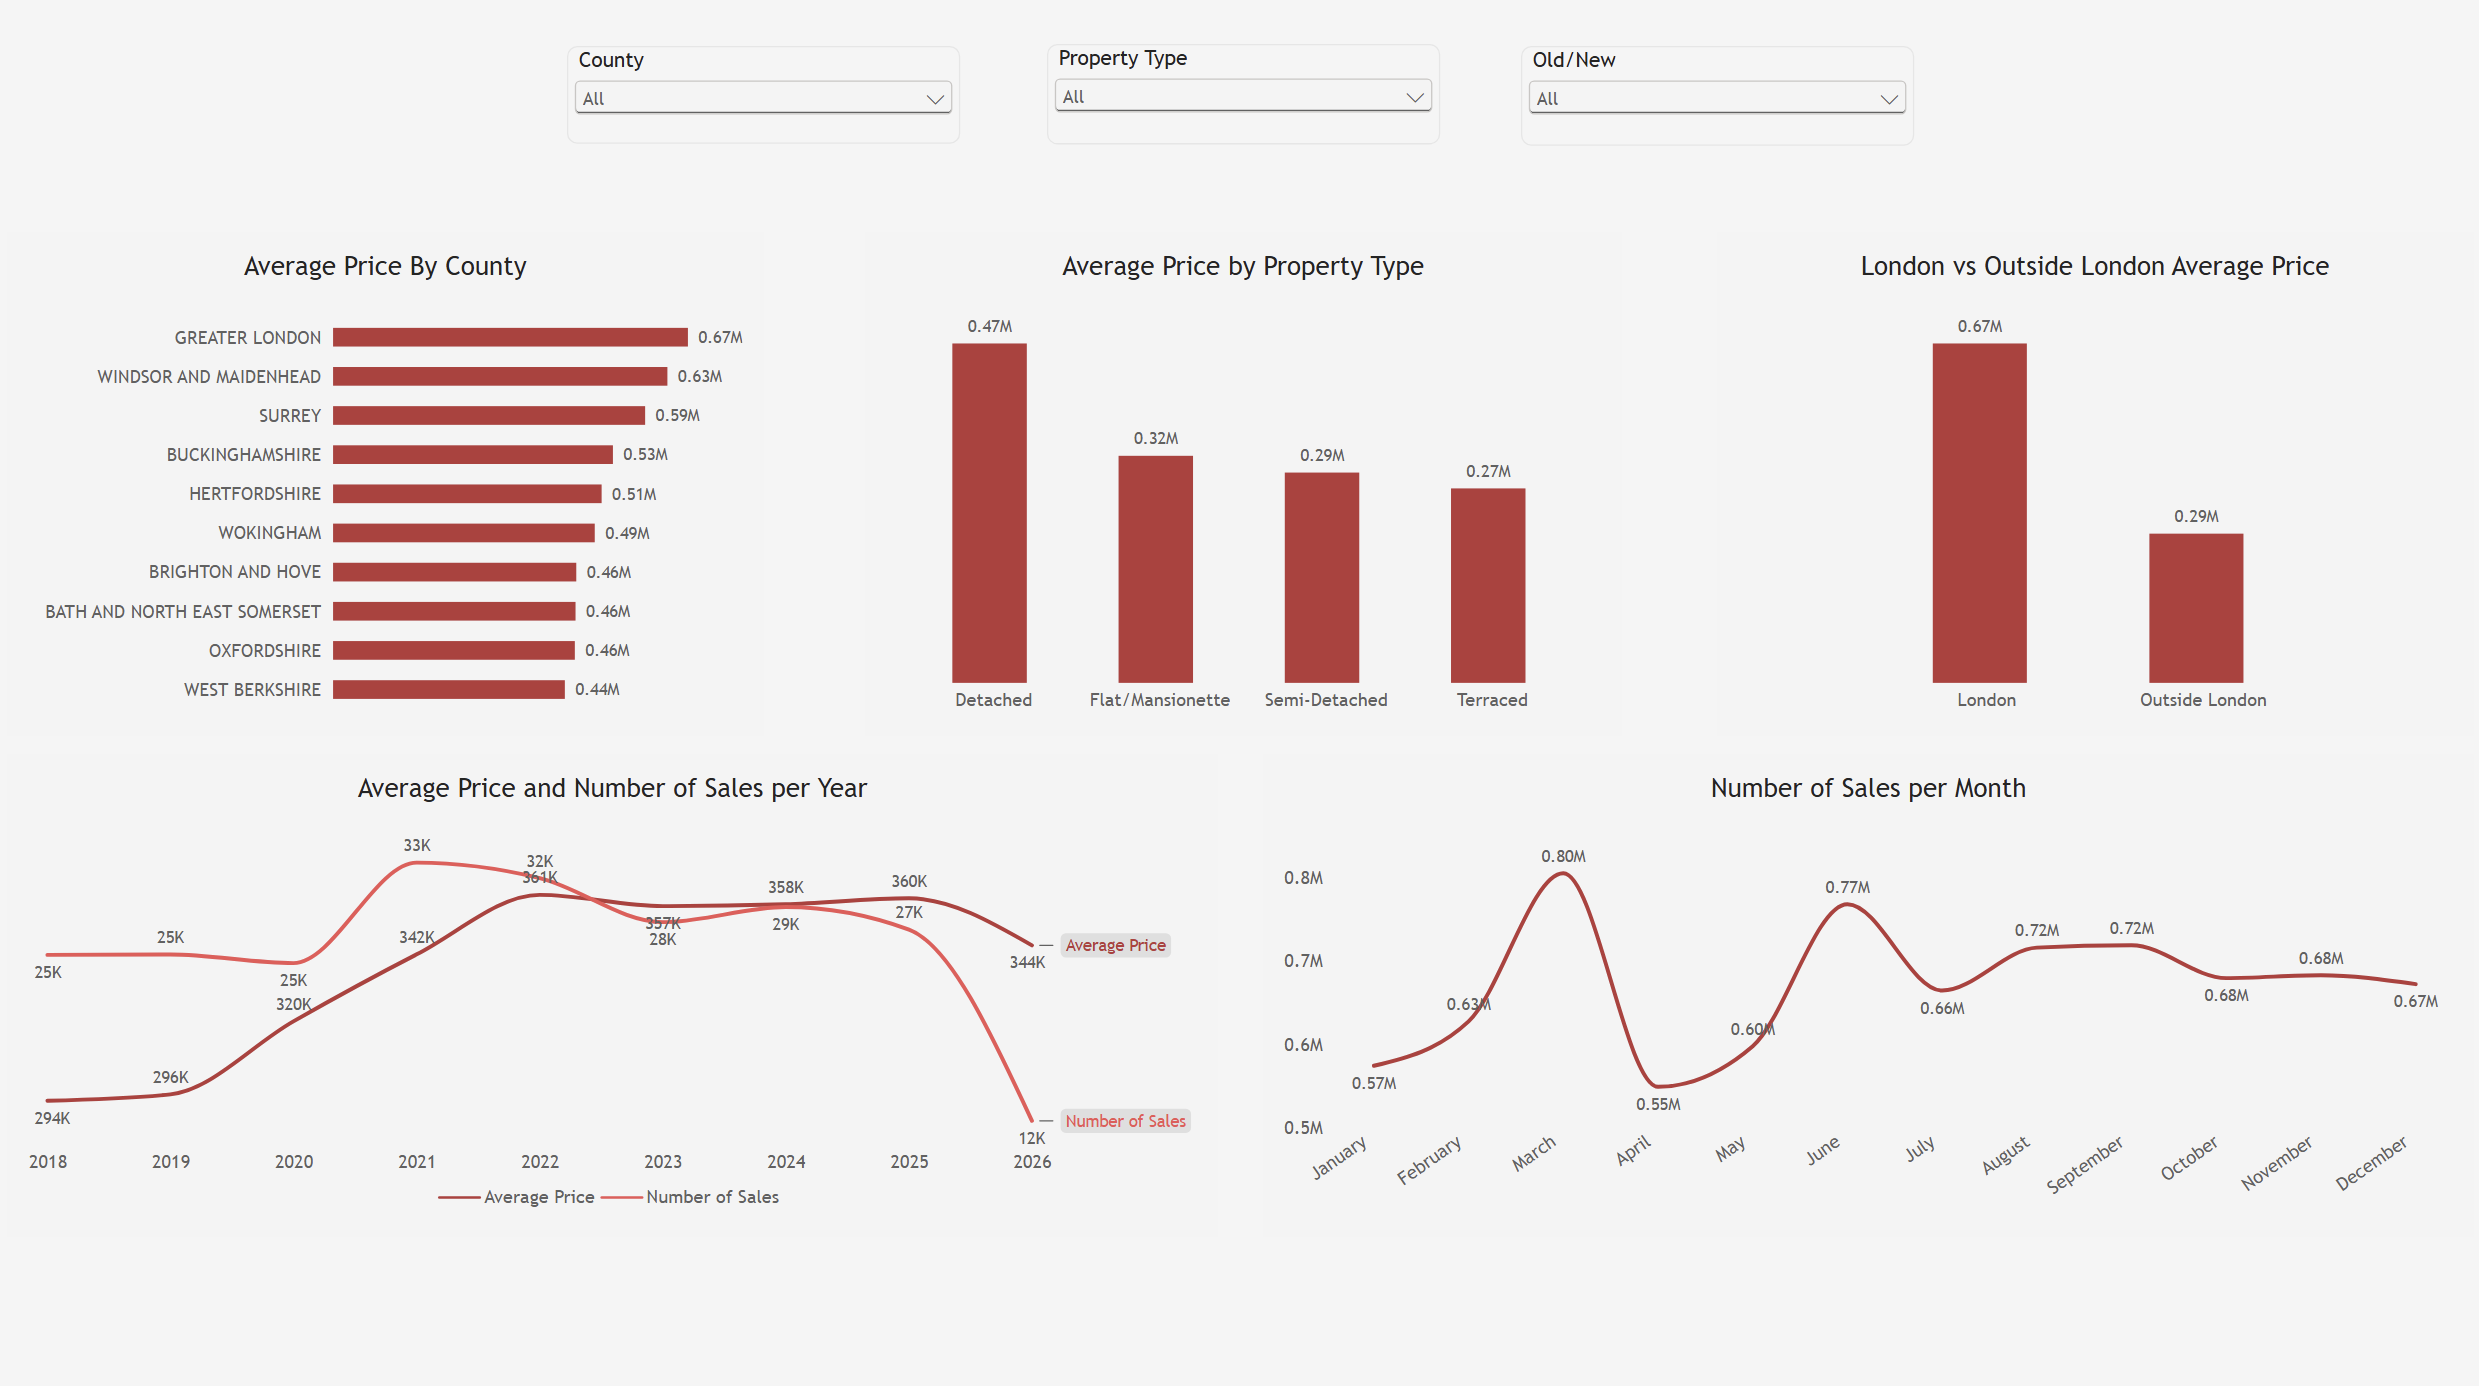 County
All
Property Type
All
Old/New
All
Average Price By County
GREATER LONDON 0.67M
WINDSOR AND MAIDENHEAD 0.63M
SURREY 0.59M
BUCKINGHAMSHIRE 0.53M
HERTFORDSHIRE 0.51M
WOKINGHAM 0.49M
BRIGHTON AND HOVE 0.46M
BATH AND NORTH EAST SOMERSET 0.46M
OXFORDSHIRE 0.46M
WEST BERKSHIRE 0.44M
Average Price by Property Type
0.47M
0.32M
0.29M
0.27M
Detached Flat/Mansionette Semi-Detached Terraced
London vs Outside London Average Price
0.67M
0.29M
London Outside London
Average Price and Number of Sales per Year
33K
32K
361K
358K
360K
27K
357K
29K
25K
342K
28K
Average Price
344K
25K
25K
320K
296K
294K
Number of Sales
12K
2018 2019 2020 2021 2022 2023 2024 2025 2026
Average Price Number of Sales
Number of Sales per Month
0.80M
0.8M
0.77M
0.72M
0.72M
0.7M
0.68M
0.68M
0.67M
0.63M
0.66M
0.60M
0.6M
0.57M
0.55M
0.5M
January February March April May June July August September October November December